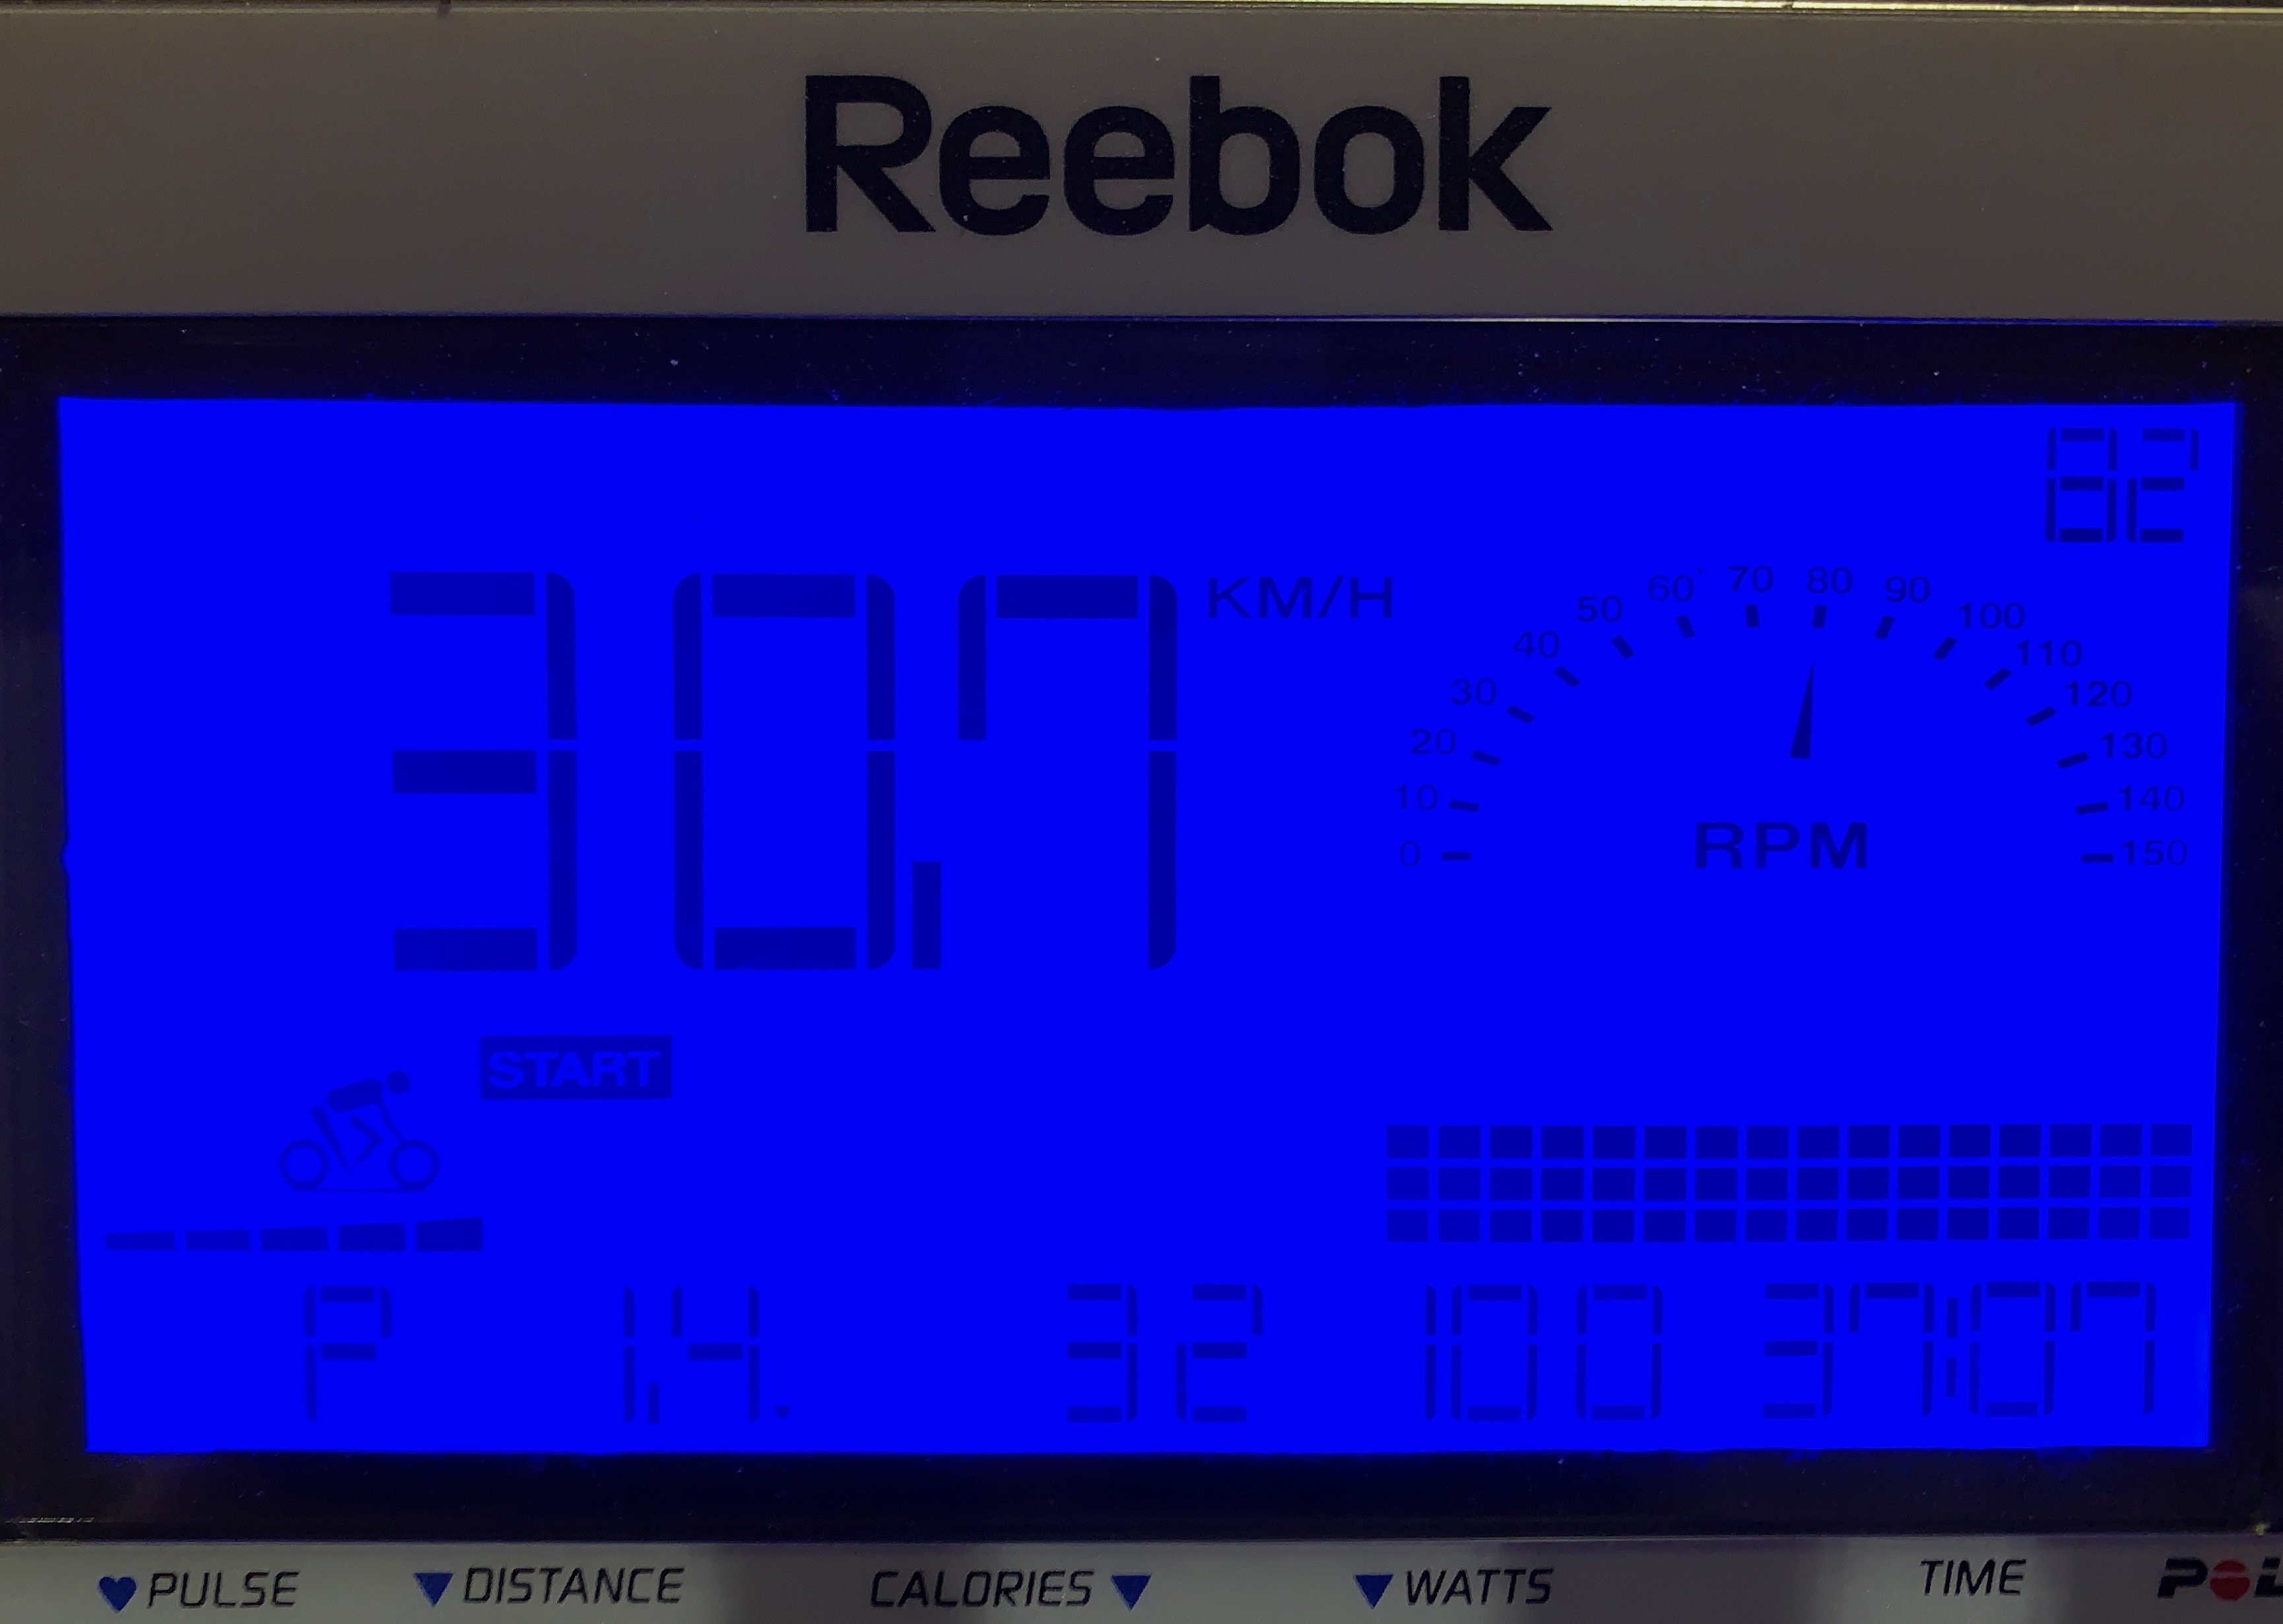 Reebok
82
30.7 KM/H
0 10 20 30 40 50 60 70 80 90 100 110 120 130 140 150
RPM
START
P 1.4 32 100 0 37:07
PULSE DISTANCE CALORIES WATTS TIME